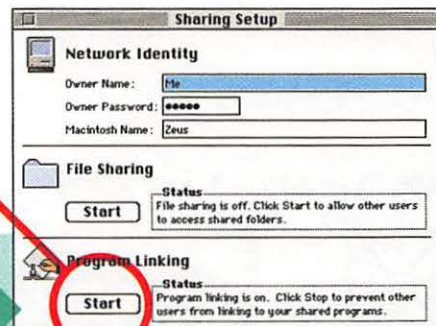 Sharing Setup
Network Identity
Owner Name: Me
Owner Password: •••••
Macintosh Name: Zeus
File Sharing
Status
Start
File sharing is off. Click Start to allow other users
to access shared folders.
Program Linking
Status
Start
Program linking is on. Click Stop to prevent other
users from linking to your shared programs.